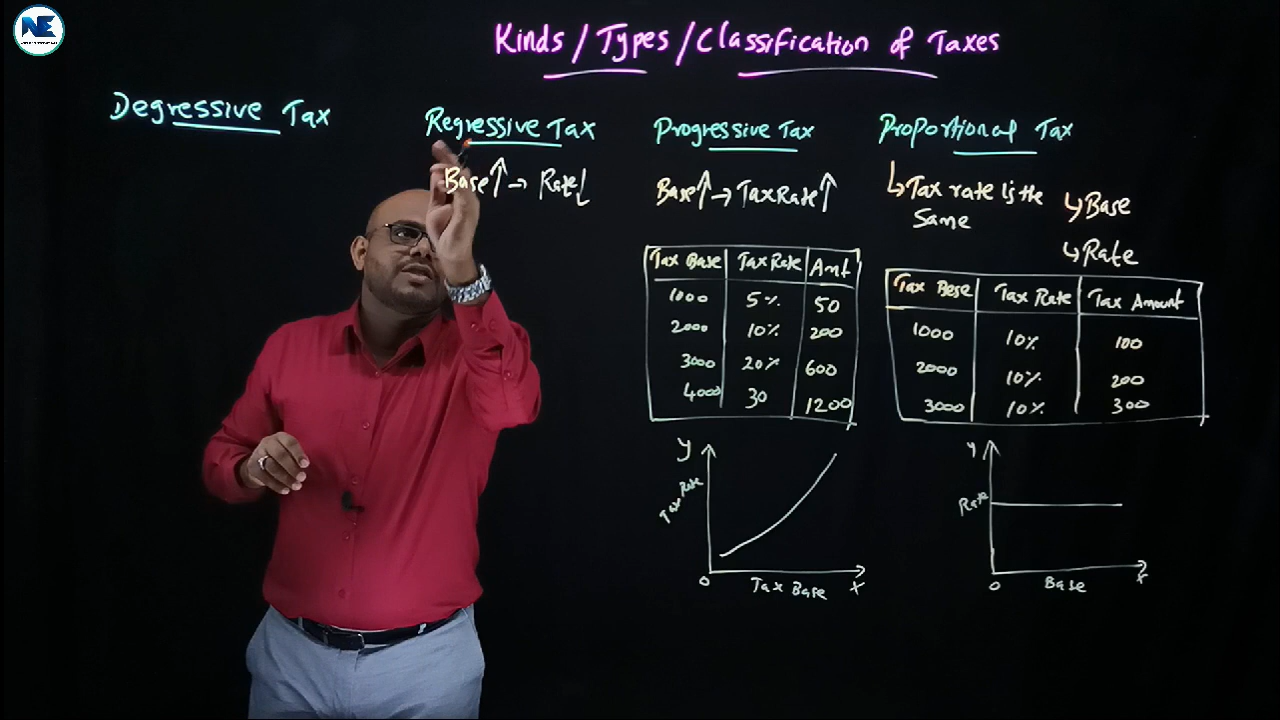 NE
Kinds / Types / Classification of Taxes
Degressive Tax
Regressive Tax
Base↑ → Rate↓
Progressive Tax
Base↑ → Tax Rate↑
Tax Base Tax Rate Amt
1000 5% 50
2000 10% 200
3000 20% 600
4000 30 1200
y
Tax Rate
0 Tax Base x
Proportional Tax
↳ Tax rate is the
Same
↳ Base
↳ Rate
Tax Base Tax Rate Tax Amount
1000 10% 100
2000 10% 200
3000 10% 300
y
Rate
0 Base x